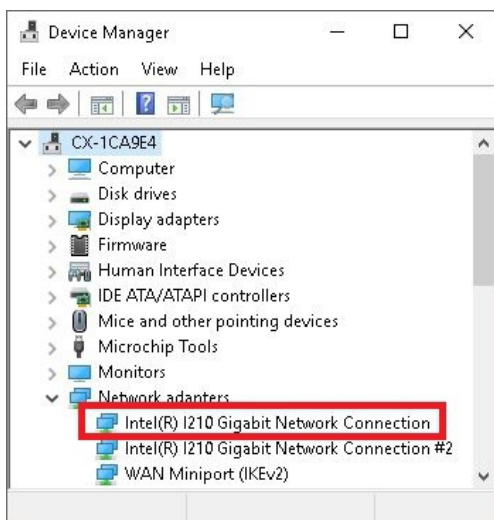 Device Manager
File Action View Help
CX-1CA9E4
Computer
Disk drives
Display adapters
Firmware
Human Interface Devices
IDE ATA/ATAPI controllers
Mice and other pointing devices
Microchip Tools
Monitors
Network adapters
Intel(R) I210 Gigabit Network Connection
Intel(R) I210 Gigabit Network Connection #2
WAN Miniport (IKEv2)